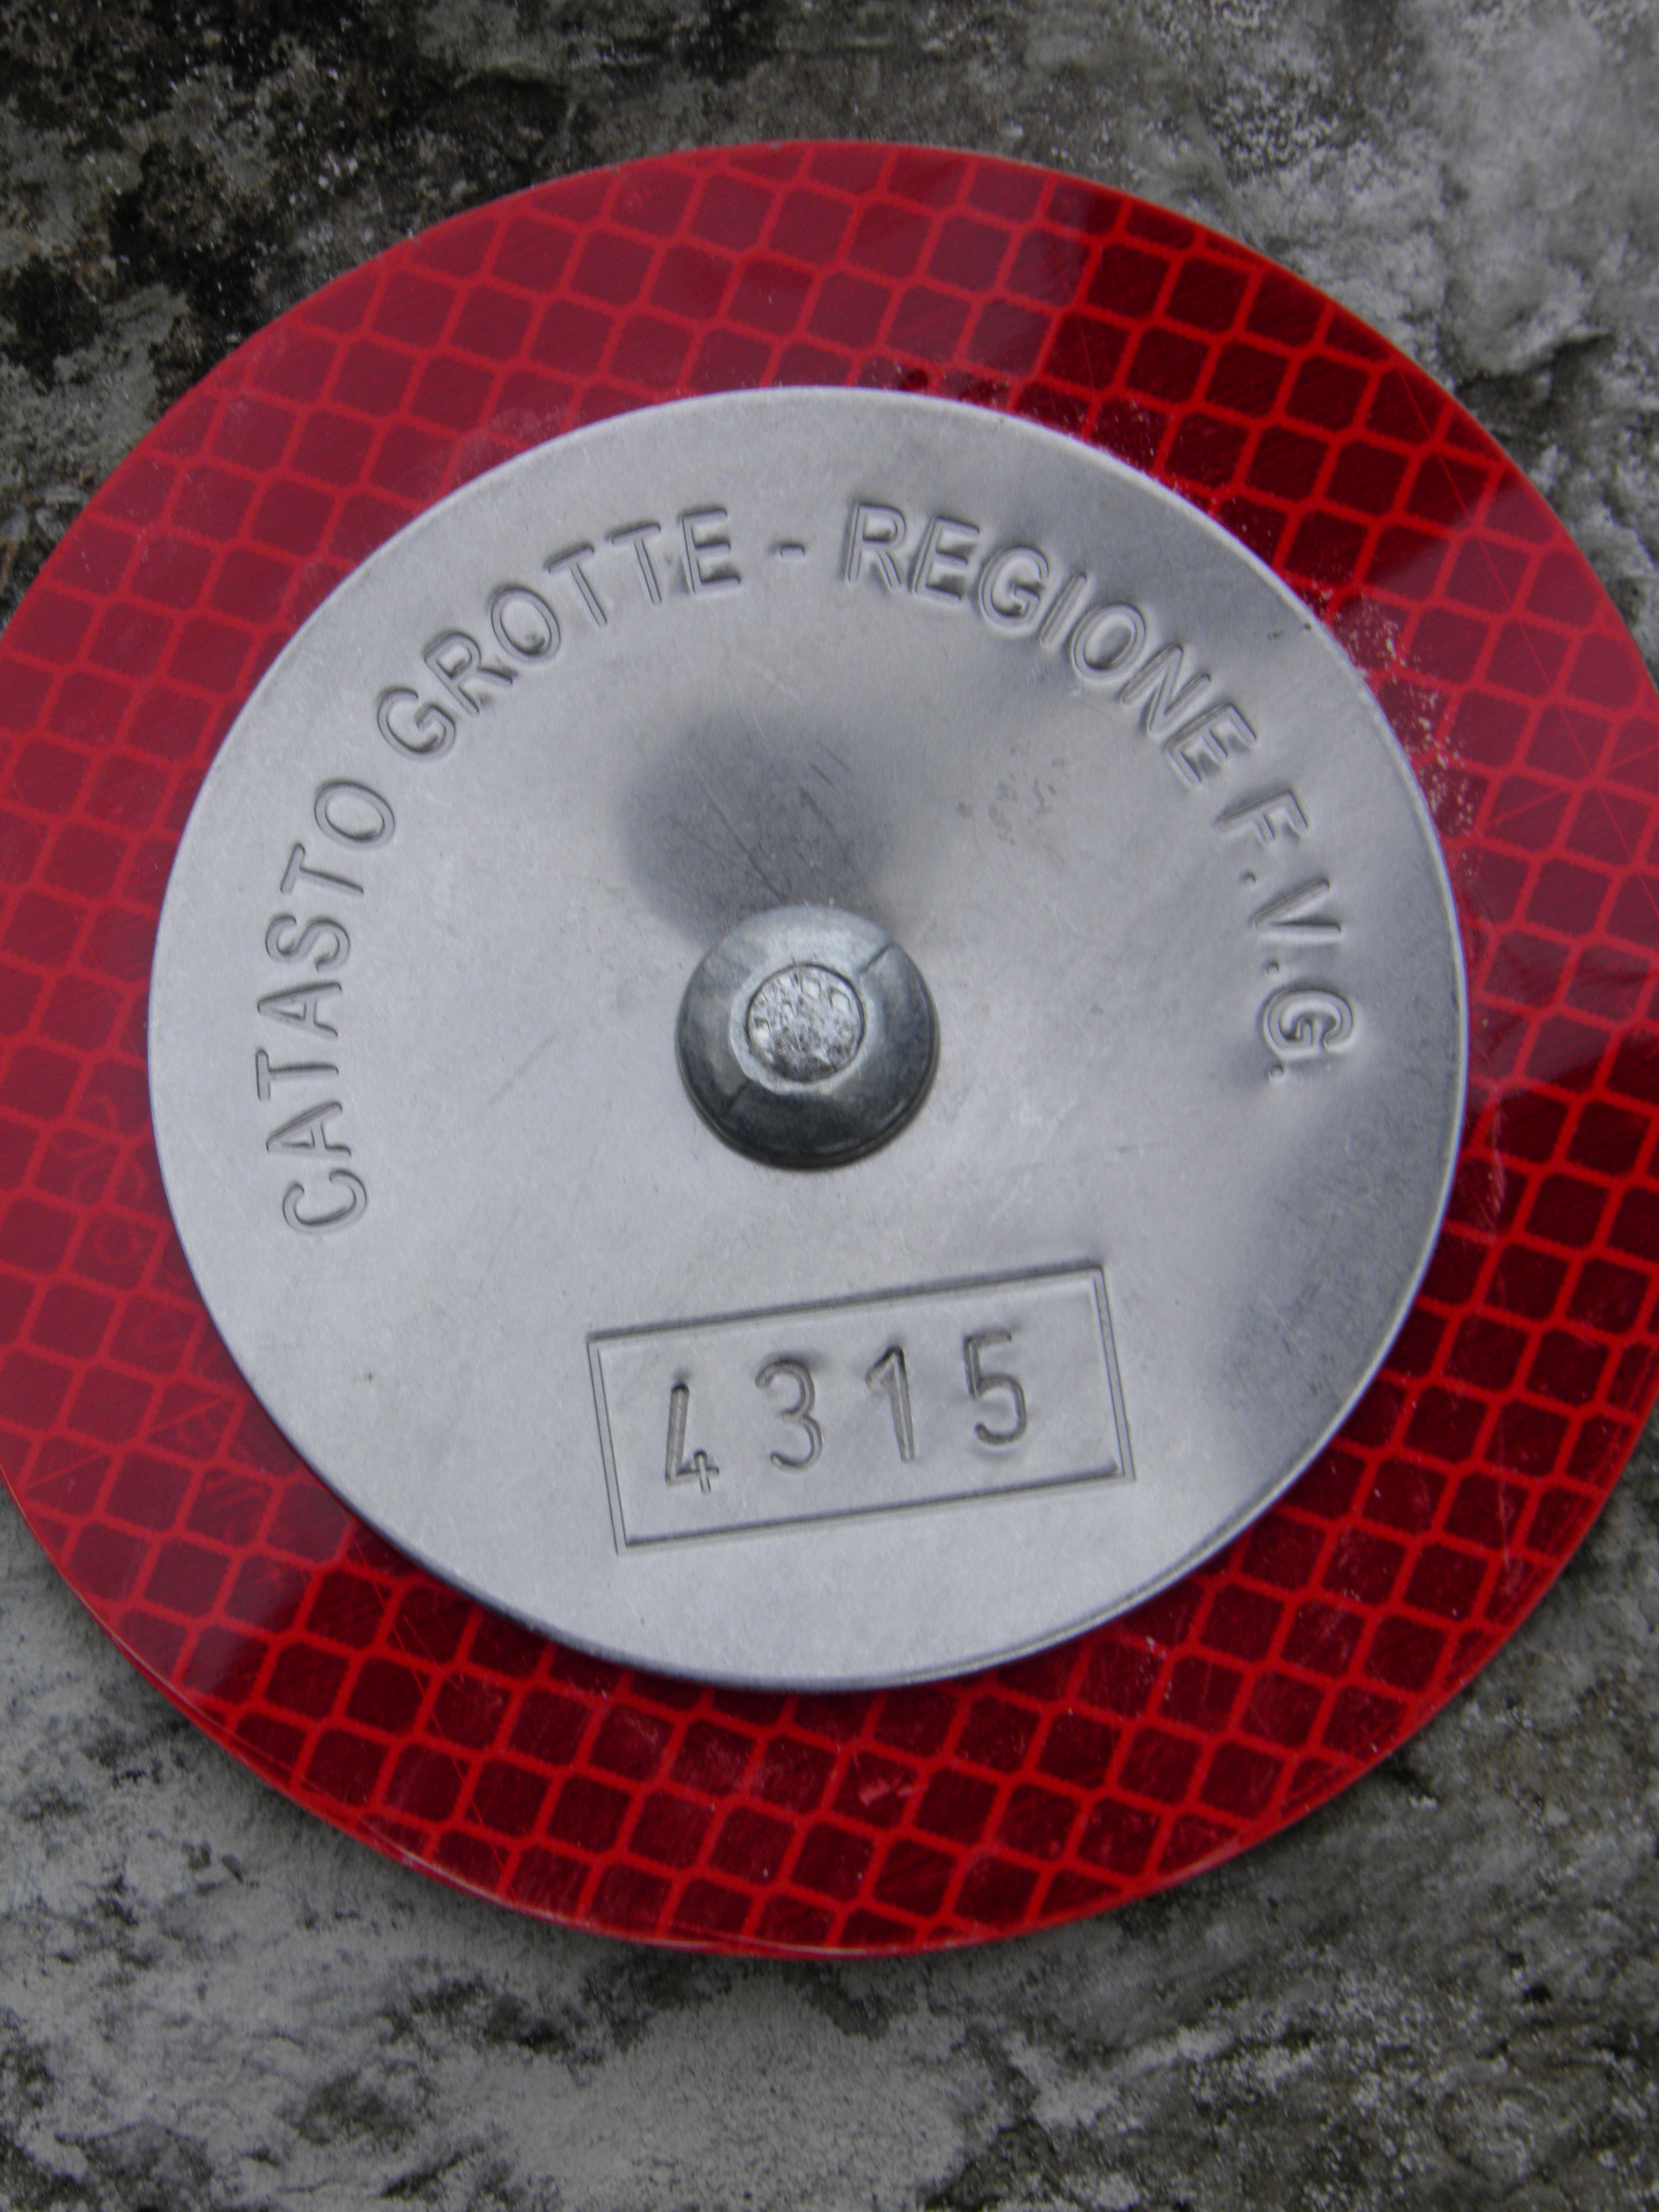 CATASTO GROTTE - REGIONE F.V.G.
4315